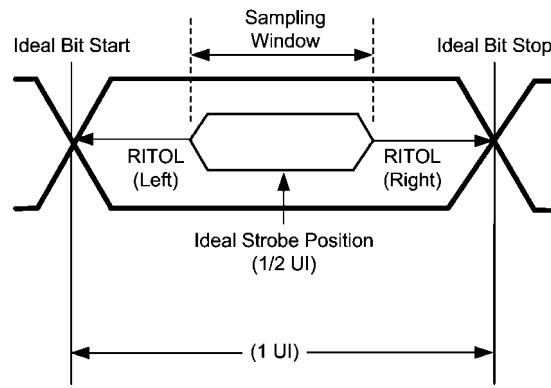 Sampling
Window
Ideal Bit Start
Ideal Bit Stop
RITOL
(Left)
RITOL
(Right)
Ideal Strobe Position
(1/2 UI)
(1 UI)